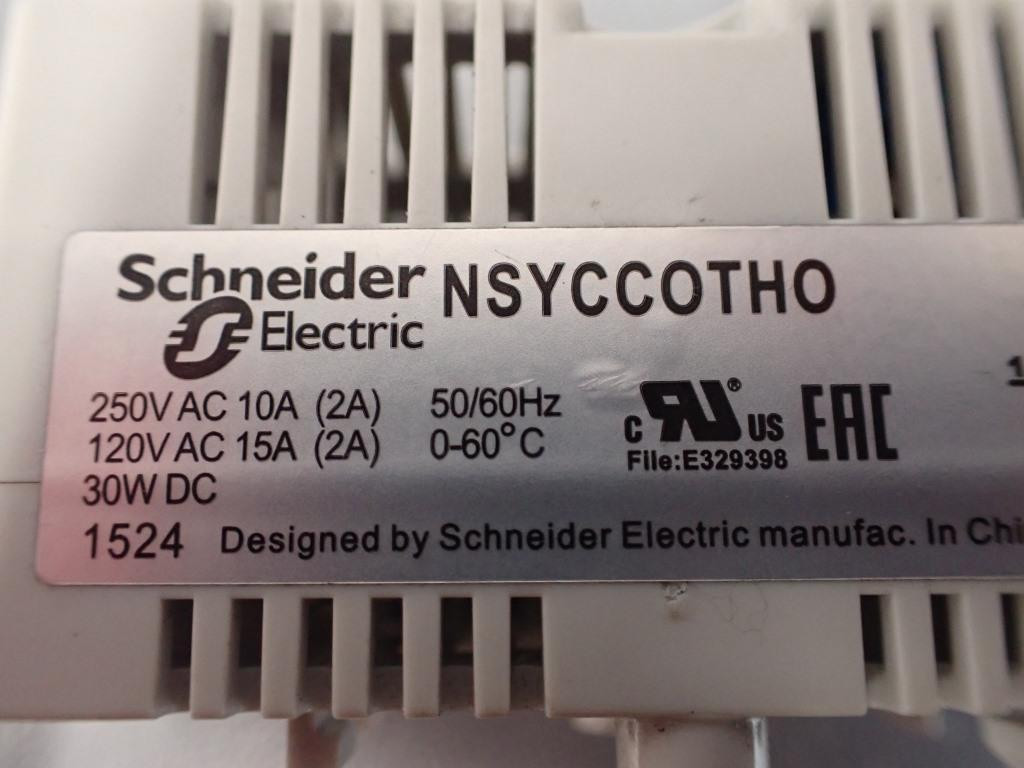 Schneider Electric NSYCCOTHO
250V AC 10A (2A) 50/60Hz
120V AC 15A (2A) 0-60°C
30W DC
c RU ® US
File:E329398
EAC
1524 Designed by Schneider Electric manufac. In